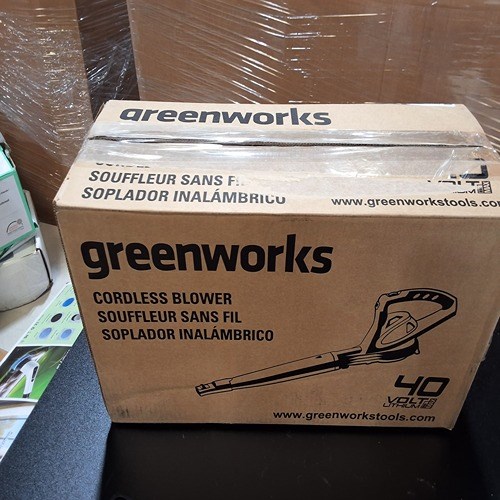 greenworks
SOUFFLEUR SANS
SOPLADOR INALÁMBRICO
www.greenworkstools.com
greenworks
CORDLESS BLOWER
SOUFFLEUR SANS FIL
SOPLADOR INALÁMBRICO
40
VOLT
LITHIUM
www.greenworkstools.com